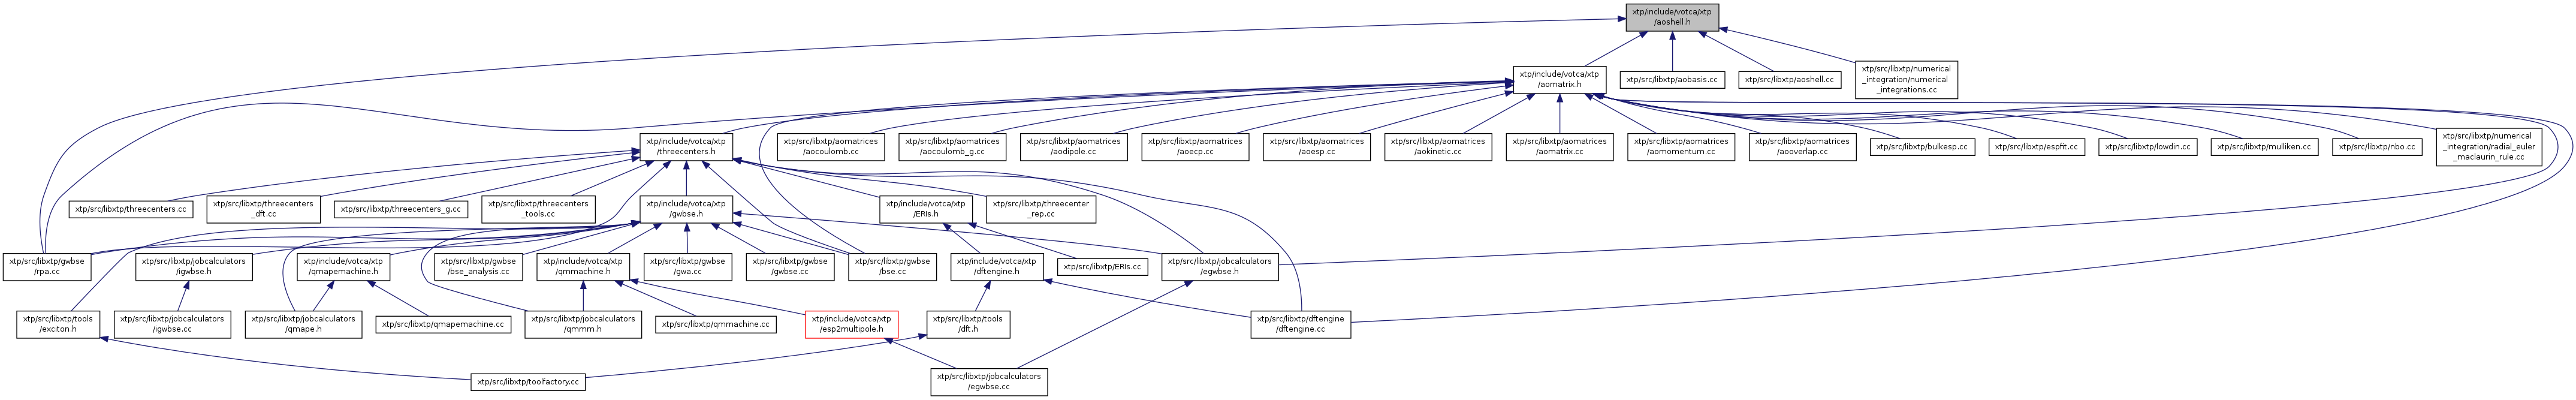 xtp/include/votca/xtp
/aoshell.h
xtp/include/votca/xtp
/aomatrix.h
xtp/src/libxtp/aobasis.cc
xtp/src/libxtp/aoshell.cc
xtp/src/libxtp/numerical
_integration/numerical
_integrations.cc
xtp/include/votca/xtp
/threecenters.h
xtp/src/libxtp/aomatrices
/aocoulomb.cc
xtp/src/libxtp/aomatrices
/aocoulomb_g.cc
xtp/src/libxtp/aomatrices
/aodipole.cc
xtp/src/libxtp/aomatrices
/aoecp.cc
xtp/src/libxtp/aomatrices
/aoesp.cc
xtp/src/libxtp/aomatrices
/aokinetic.cc
xtp/src/libxtp/aomatrices
/aomatrix.cc
xtp/src/libxtp/aomatrices
/aomomentum.cc
xtp/src/libxtp/aomatrices
/aooverlap.cc
xtp/src/libxtp/bulkesp.cc
xtp/src/libxtp/espfit.cc
xtp/src/libxtp/lowdin.cc
xtp/src/libxtp/mulliken.cc
xtp/src/libxtp/nbo.cc
xtp/src/libxtp/numerical
_integration/radial_euler
_maclaurin_rule.cc
xtp/src/libxtp/threecenters.cc
xtp/src/libxtp/threecenters
_dft.cc
xtp/src/libxtp/threecenters_g.cc
xtp/src/libxtp/threecenters
_tools.cc
xtp/include/votca/xtp
/gwbse.h
xtp/include/votca/xtp
/ERIs.h
xtp/src/libxtp/threecenter
_rep.cc
xtp/src/libxtp/gwbse
/rpa.cc
xtp/src/libxtp/jobcalculators
/igwbse.h
xtp/include/votca/xtp
/qmapemachine.h
xtp/src/libxtp/gwbse
/bse_analysis.cc
xtp/include/votca/xtp
/qmmachine.h
xtp/src/libxtp/gwbse
/gwa.cc
xtp/src/libxtp/gwbse
/gwbse.cc
xtp/src/libxtp/gwbse
/bse.cc
xtp/include/votca/xtp
/dftengine.h
xtp/src/libxtp/ERIs.cc
xtp/src/libxtp/jobcalculators
/egwbse.h
xtp/src/libxtp/tools
/exciton.h
xtp/src/libxtp/jobcalculators
/igwbse.cc
xtp/src/libxtp/jobcalculators
/qmape.h
xtp/src/libxtp/qmapemachine.cc
xtp/src/libxtp/jobcalculators
/qmmm.h
xtp/src/libxtp/qmmachine.cc
xtp/include/votca/xtp
/esp2multipole.h
xtp/src/libxtp/tools
/dft.h
xtp/src/libxtp/dftengine
/dftengine.cc
xtp/src/libxtp/toolfactory.cc
xtp/src/libxtp/jobcalculators
/egwbse.cc